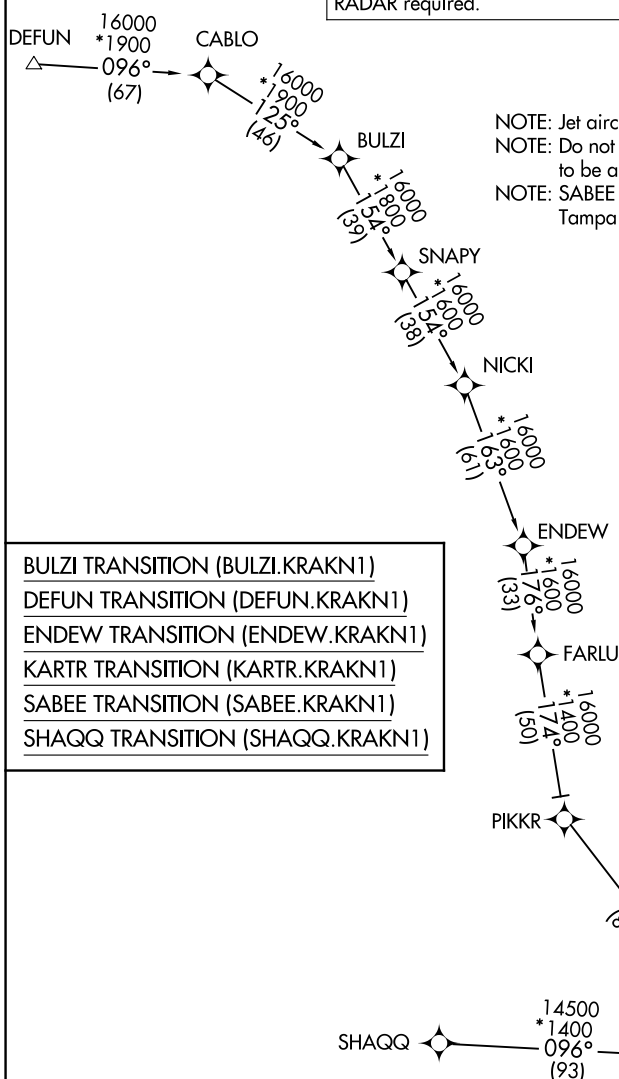 RADAR required.
DEFUN
16000
*1900
096°
(67)
CABLO
16000
*1900
125°
(46)
BULZI
NOTE: Jet airc
NOTE: Do not
to be a
NOTE: SABEE
Tampa
16000
*1800
154°
(39)
SNAPY
16000
*1600
154°
(38)
NICKI
16000
*1600
163°
(61)
ENDEW
16000
*1600
176°
(33)
FARLU
BULZI TRANSITION (BULZI.KRAKN1)
DEFUN TRANSITION (DEFUN.KRAKN1)
ENDEW TRANSITION (ENDEW.KRAKN1)
KARTR TRANSITION (KARTR.KRAKN1)
SABEE TRANSITION (SABEE.KRAKN1)
SHAQQ TRANSITION (SHAQQ.KRAKN1)
16000
*1400
174°
(50)
PIKKR
SHAQQ
14500
*1400
096°
(93)